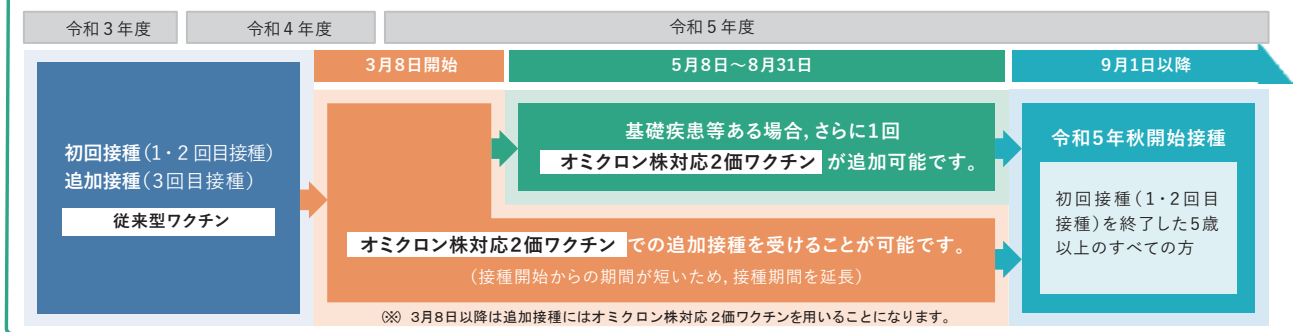 令和3年度
令和4年度
令和5年度
3月8日開始
5月8日～8月31日
9月1日以降
初回接種（1・2回目接種）
追加接種（3回目接種）
従来型ワクチン
基礎疾患等ある場合，さらに1回
オミクロン株対応2価ワクチン が追加可能です。
オミクロン株対応2価ワクチン での追加接種を受けることが可能です。
（接種開始からの期間が短いため，接種期間を延長）
令和5年秋開始接種
初回接種（1・2回目
接種）を終了した5歳
以上のすべての方
（※） 3月8日以降は追加接種にはオミクロン株対応2価ワクチンを用いることになります。